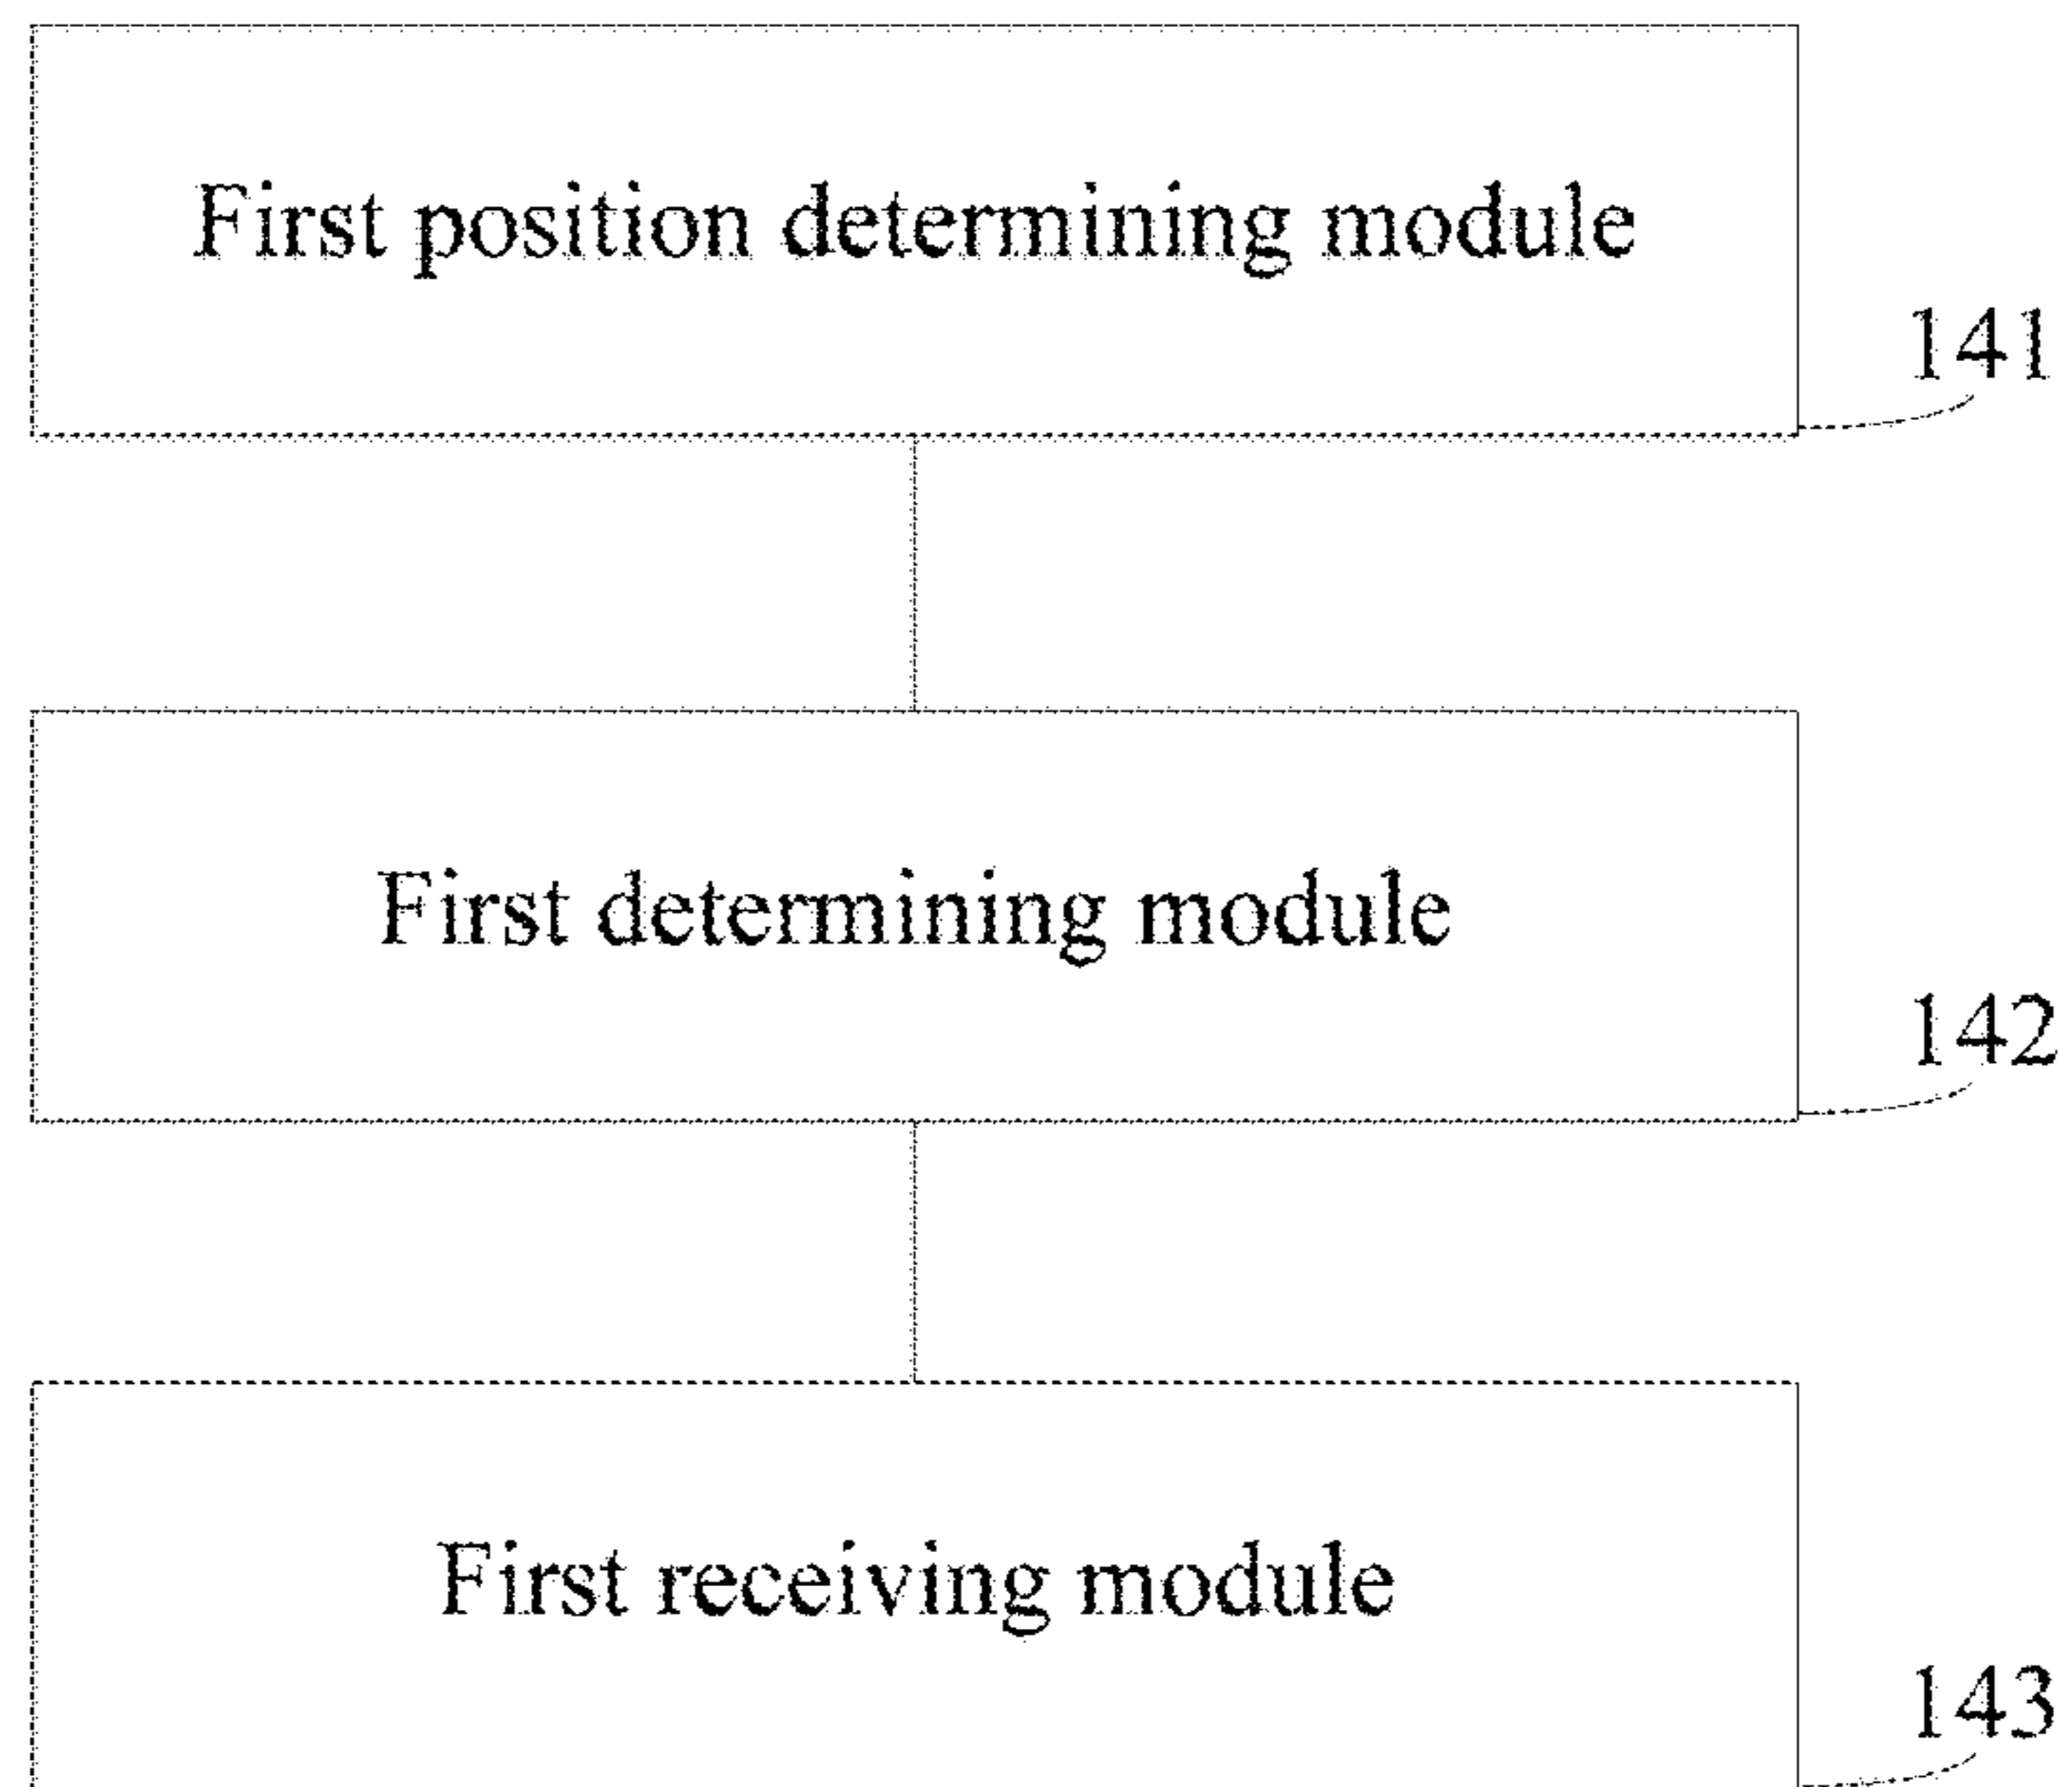 First position determining module
141
First determining module
142
First receiving module
143